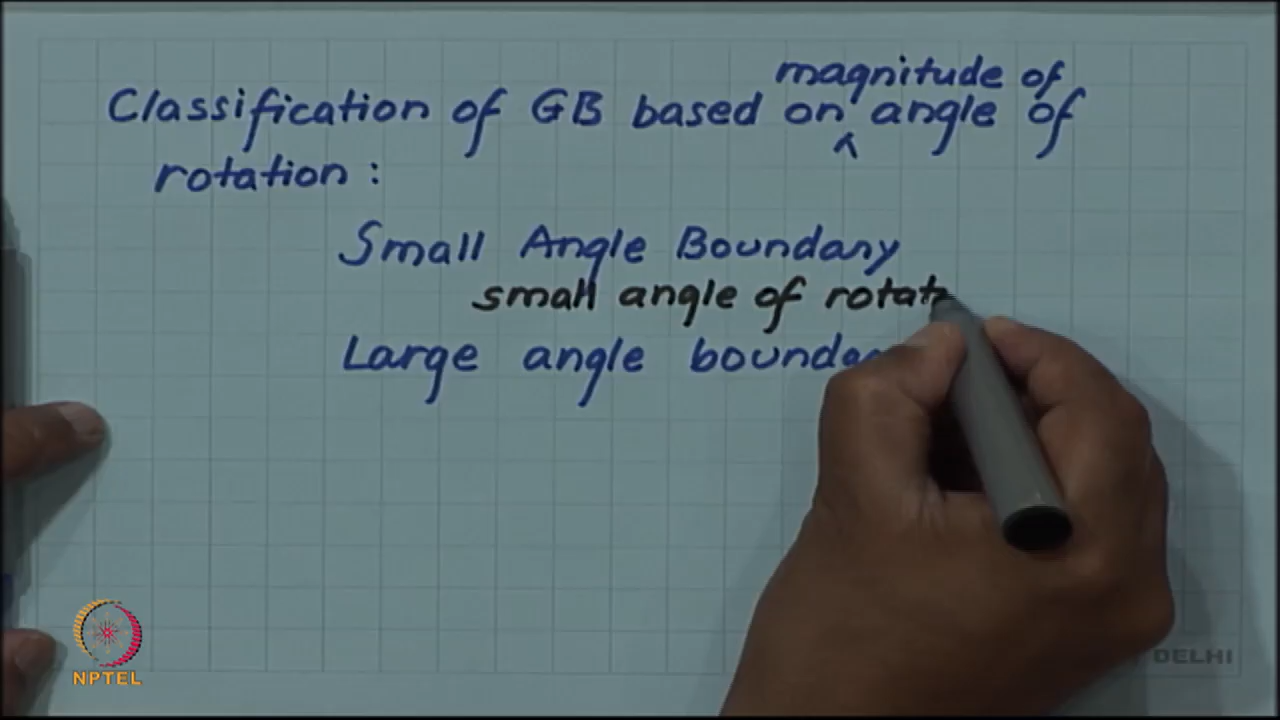 magnitude of
Classification of GB based on ^ angle of
rotation :
Small Angle Boundary
small angle of rotat
Large angle
NPTEL
DELHI